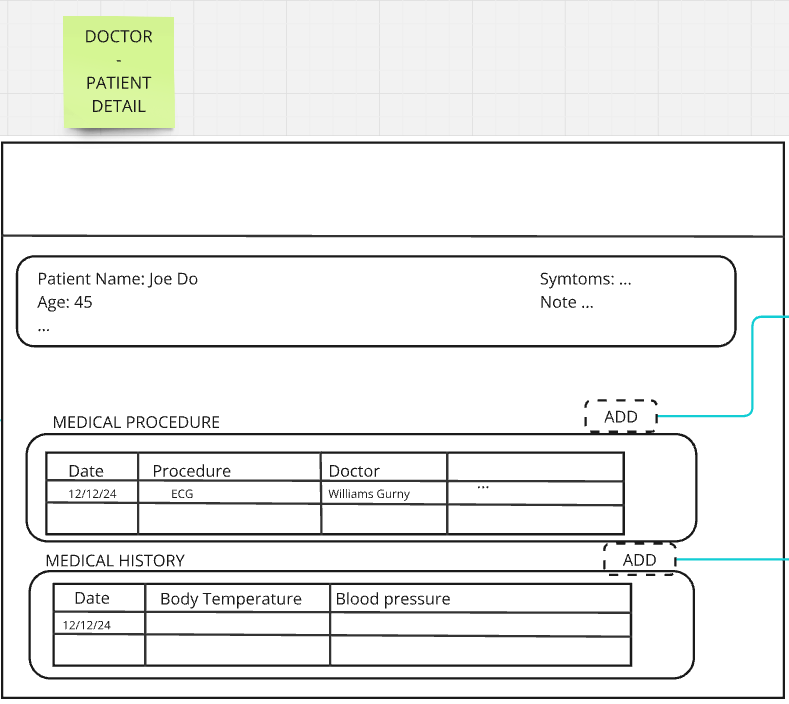 DOCTOR
-
PATIENT
DETAIL
Patient Name: Joe Do
Age: 45
...
Symtoms: ...
Note ...
MEDICAL PROCEDURE
ADD
Date Procedure Doctor
12/12/24 ECG Williams Gurny ...
MEDICAL HISTORY
ADD
Date Body Temperature Blood pressure
12/12/24